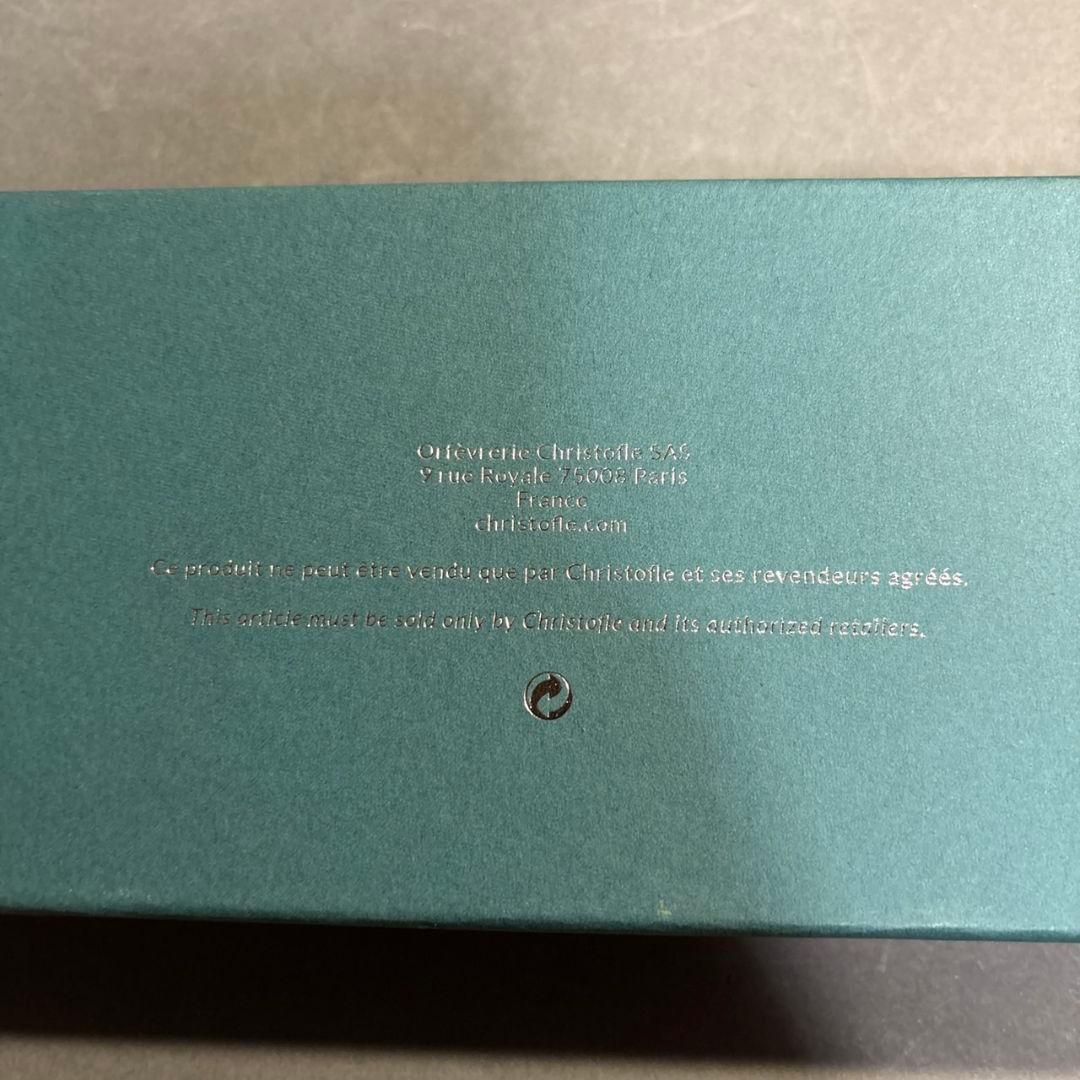 Orfèvrerie Christofle SAS
9 rue Royale 75008 Paris
France
christofle.com
Ce produit ne peut être vendu que par Christofle et ses revendeurs agréés.
This article must be sold only by Christofle and its authorized retailers.